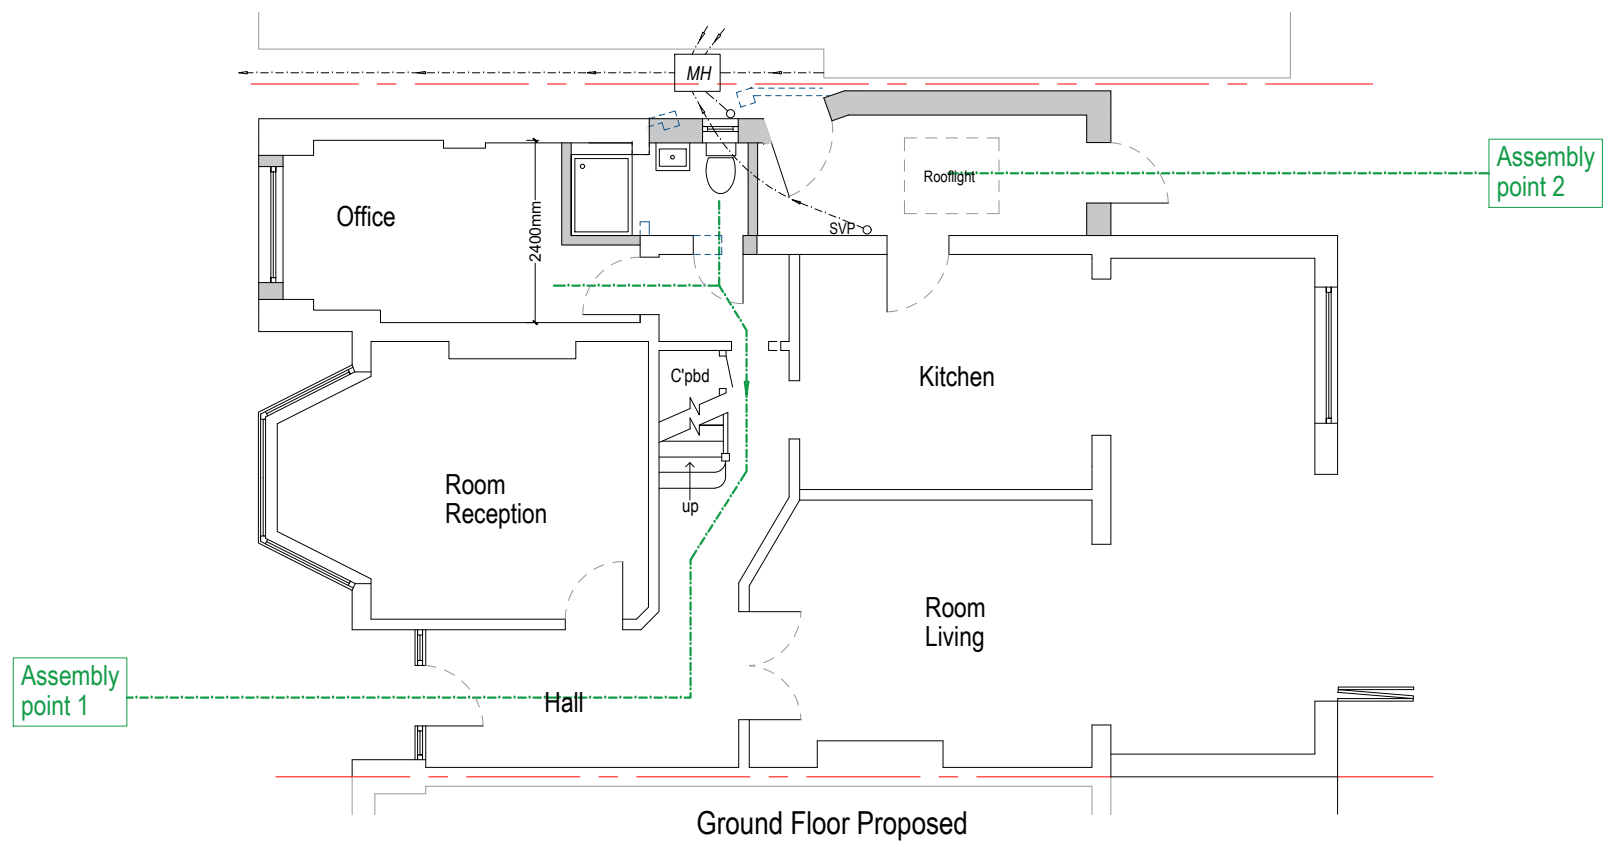 MH
Assembly
point 2
Rooflight
Office
2400mm
SVP
C'pbd
Kitchen
Room
Reception
up
Room
Living
Assembly
point 1
Hall
Ground Floor Proposed